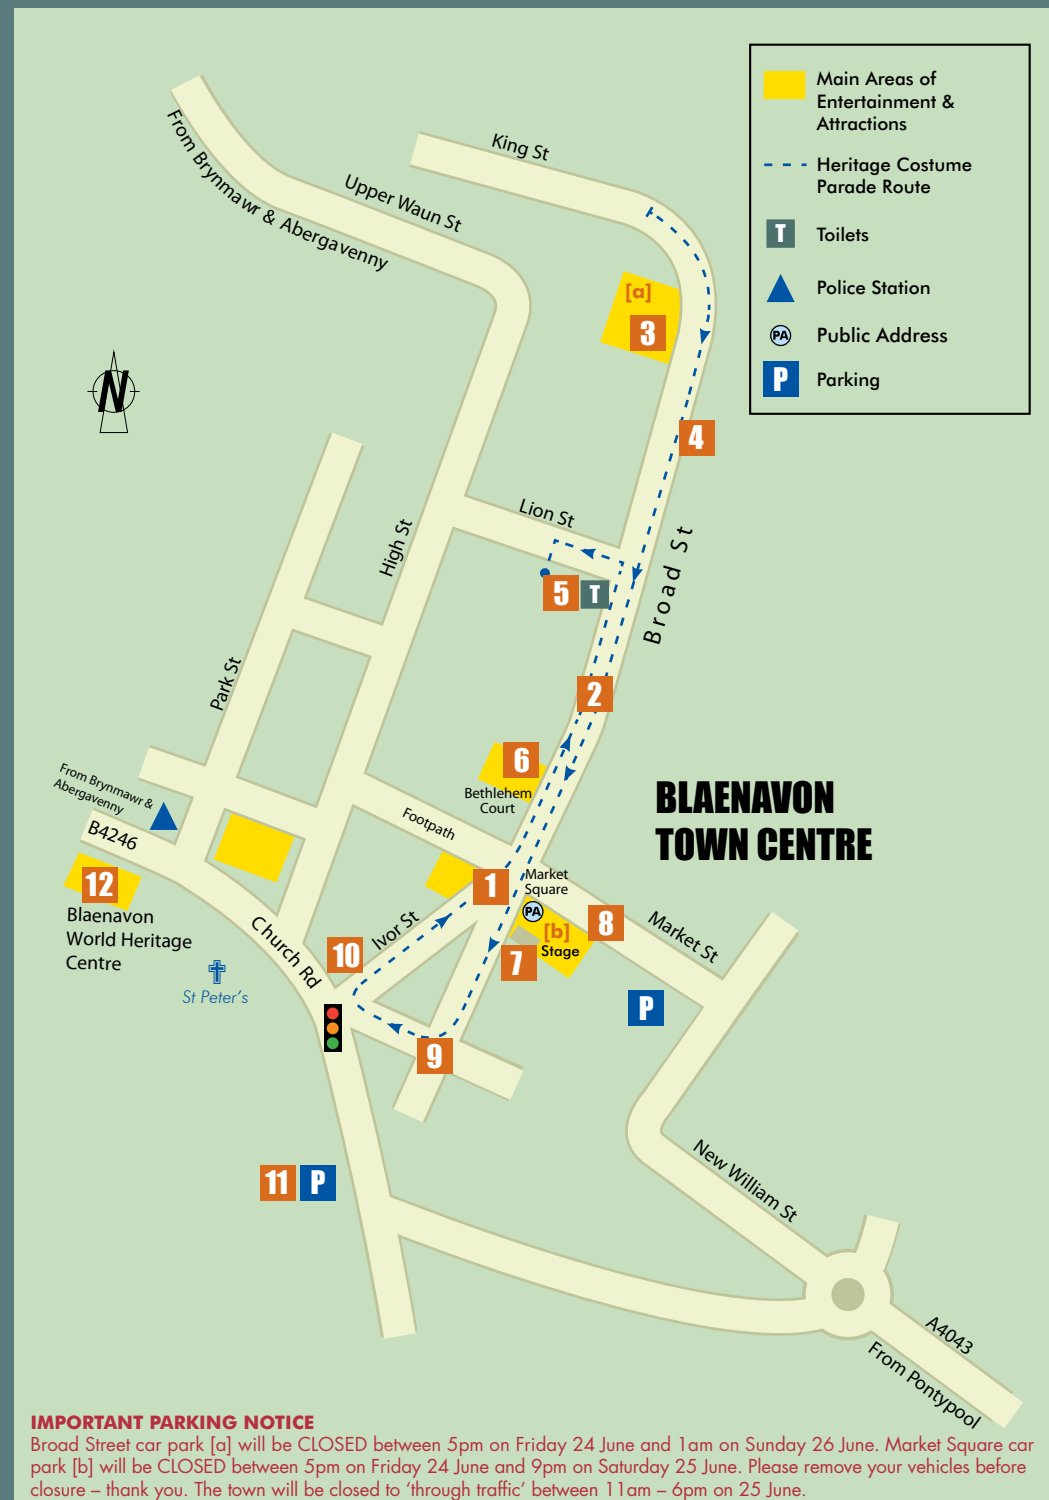 Main Areas of
Entertainment &
Attractions
Heritage Costume
Parade Route
T
Toilets
Police Station
PA
Public Address
P
Parking
King St
From Brynmawr & Abergavenny
Upper Waun St
[a]
3
N
4
Lion St
High St
Broad St
5
T
Park St
2
6
Bethlehem
Court
From Brynmawr &
Abergavenny
B4246
Footpath
BLAENAVON
TOWN CENTRE
12
Blaenavon
World Heritage
Centre
1
Market
Square
PA
[b]
Stage
8
Market St
7
Ivor St
10
Church Rd
St Peter's
P
9
11
P
New William St
A4043
From Pontypool
IMPORTANT PARKING NOTICE
Broad Street car park [a] will be CLOSED between 5pm on Friday 24 June and 1am on Sunday 26 June. Market Square car
park [b] will be CLOSED between 5pm on Friday 24 June and 9pm on Saturday 25 June. Please remove your vehicles before
closure – thank you. The town will be closed to ‘through traffic’ between 11am – 6pm on 25 June.